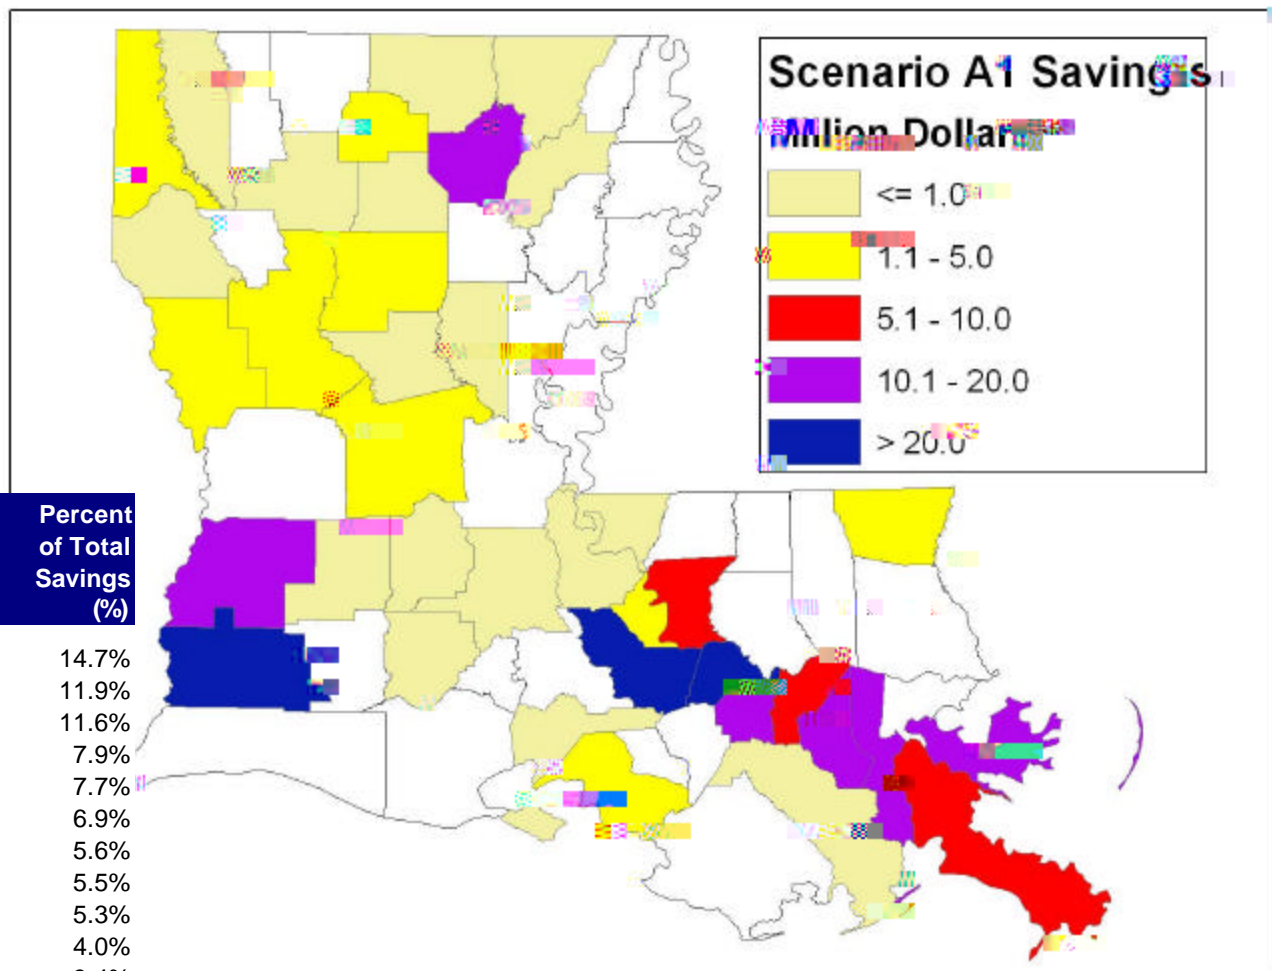 Scenario A1 Savings
Million Dollars
<= 1.0
1.1 - 5.0
5.1 - 10.0
10.1 - 20.0
> 20.0
Percent
of Total
Savings
(%)
14.7%
11.9%
11.6%
7.9%
7.7%
6.9%
5.6%
5.5%
5.3%
4.0%